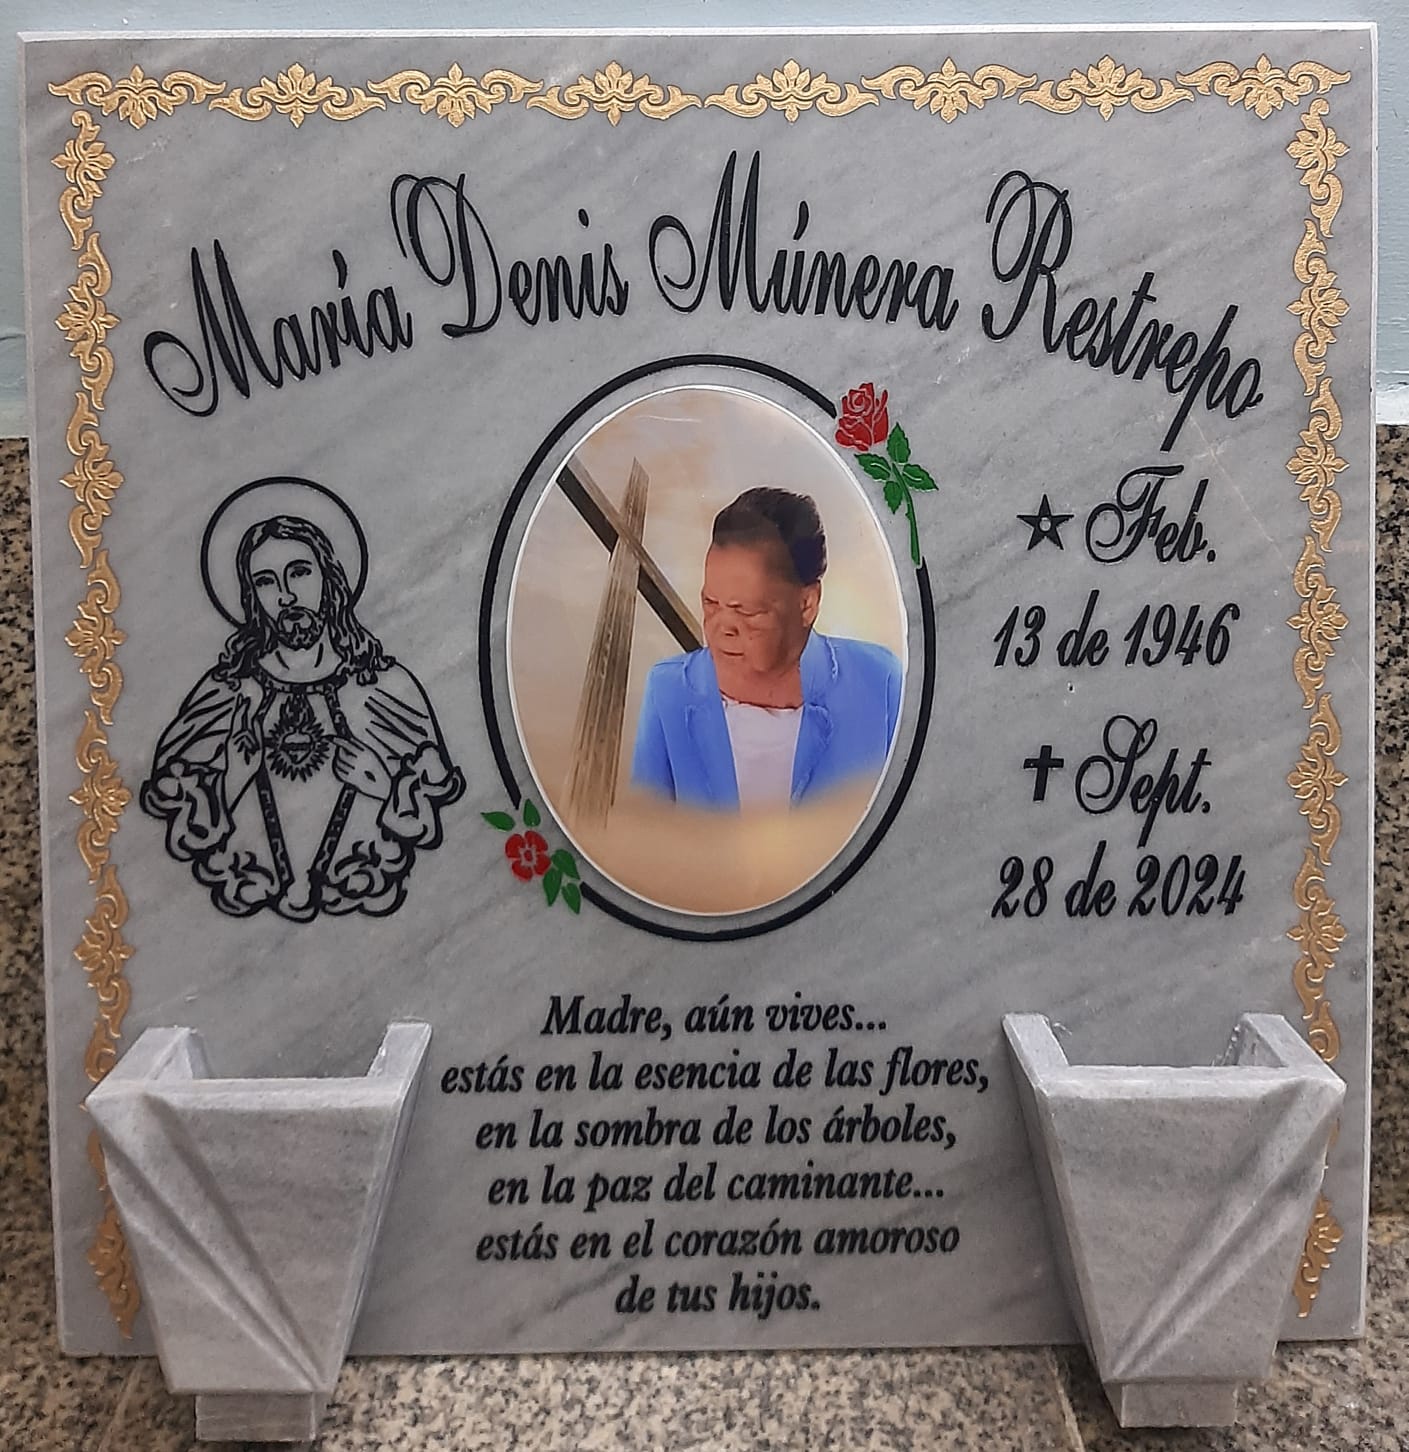 María Denis Múnera Restrepo
Feb.
13 de 1946
Sept.
28 de 2024
Madre, aún vives...
estás en la esencia de las flores,
en la sombra de los árboles,
en la paz del caminante...
estás en el corazón amoroso
de tus hijos.